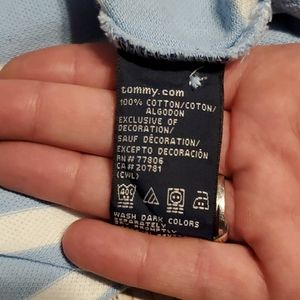 tommy.com
100% COTTON/COTON/
ALGODON
EXCLUSIVE OF
DECORATION/
SAUF DÉCORATION/
EXCEPTO DECORACIÓN
RN# 77806
CA# 20781
(CWL)
WASH DARK COLORS
SEPARATELY